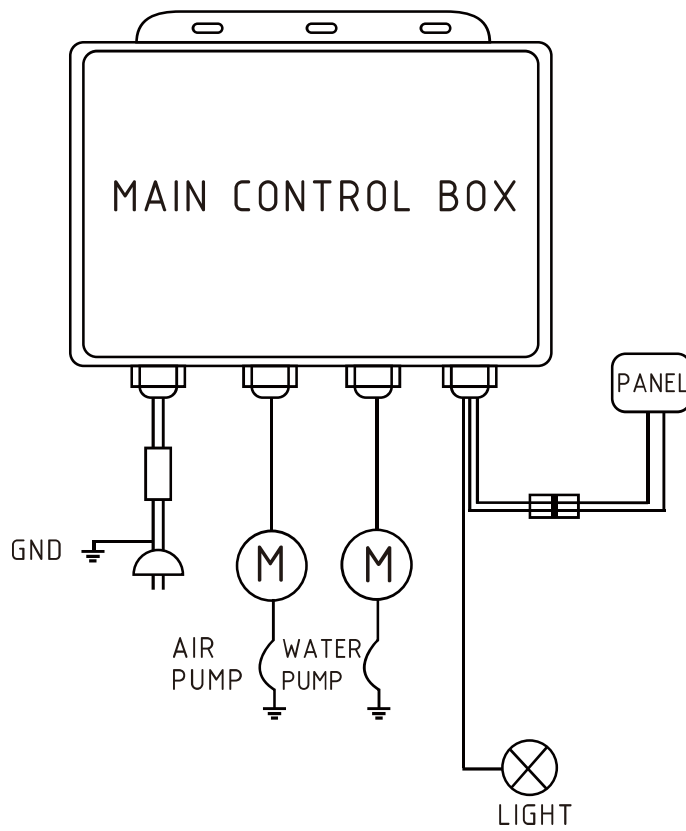 MAIN CONTROL BOX
PANEL
GND
M
M
AIR
PUMP
WATER
PUMP
LIGHT